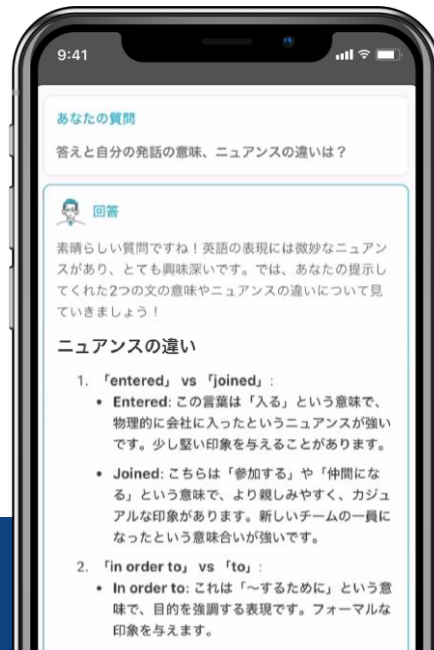 9:41
あなたの質問
答えと自分の発話の意味、ニュアンスの違いは？
回答
素晴らしい質問ですね！英語の表現には微妙なニュアン
スがあり、とても興味深いです。では、あなたの提示し
てくれた2つの文の意味やニュアンスの違いについて見
ていきましょう！
ニュアンスの違い
1. 「entered」 vs 「joined」:
• Entered: この言葉は「入る」という意味で、
物理的に会社に入ったというニュアンスが強い
です。少し堅い印象を与えることがあります。
• Joined: こちらは「参加する」や「仲間にな
る」という意味で、より親しみやすく、カジュ
アルな印象があります。新しいチームの一員に
なったという意味合いが強いです。
2. 「in order to」 vs 「to」:
• In order to: これは「〜するために」という意
味で、目的を強調する表現です。フォーマルな
印象を与えます。